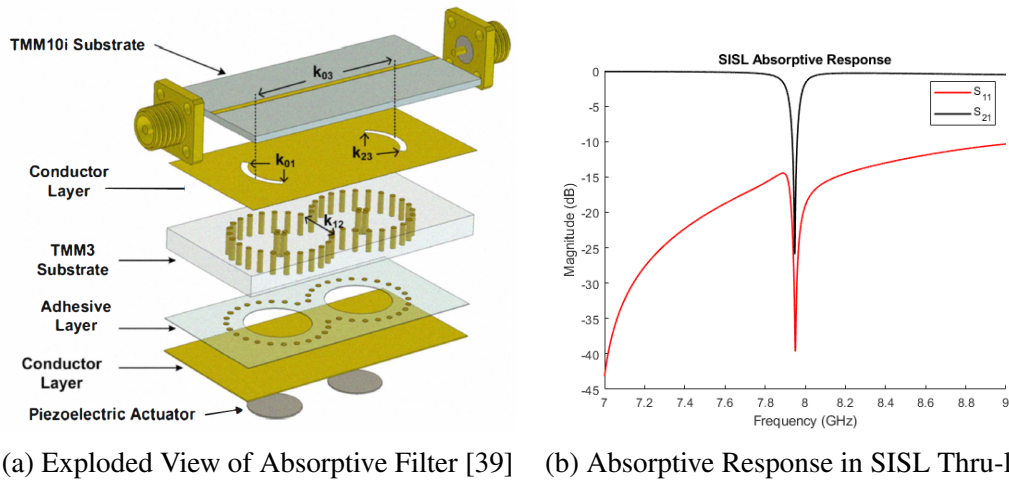 TMM10i Substrate
k03
k01
k23
Conductor
Layer
k12
TMM3
Substrate
Adhesive
Layer
Conductor
Layer
Piezoelectric Actuator
(a) Exploded View of Absorptive Filter [39]
SISL Absorptive Response
S11
S21
Magnitude (dB)
0
-5
-10
-15
-20
-25
-30
-35
-40
-45
7 7.2 7.4 7.6 7.8 8 8.2 8.4 8.6 8.8 9
Frequency (GHz)
(b) Absorptive Response in SISL Thru-l